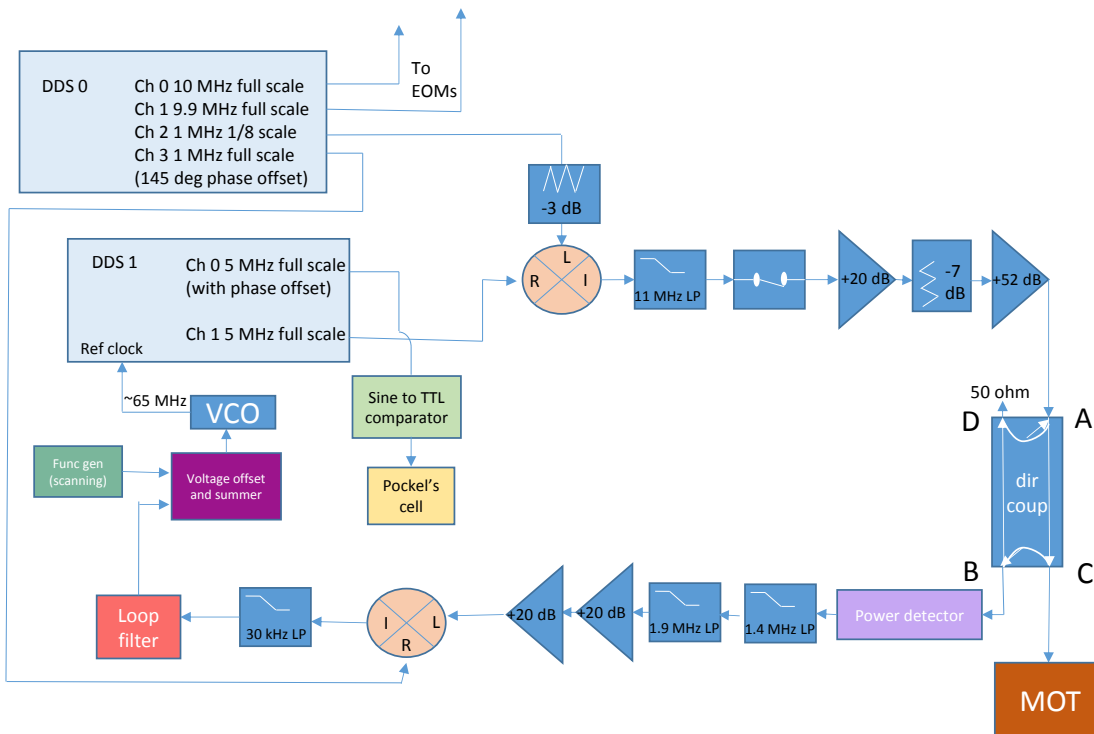 DDS 0
Ch 0 10 MHz full scale
Ch 1 9.9 MHz full scale
Ch 2 1 MHz 1/8 scale
Ch 3 1 MHz full scale
(145 deg phase offset)
To
EOMs
-3 dB
DDS 1
Ch 0 5 MHz full scale
(with phase offset)
Ch 1 5 MHz full scale
Ref clock
L
R
I
11 MHz LP
+20 dB
-7
dB
+52 dB
~65 MHz
VCO
Sine to TTL
comparator
50 ohm
D
A
Func gen
(scanning)
Voltage offset
and summer
Pockel's
cell
dir
coup
B
C
Loop
filter
30 kHz LP
I
L
R
+20 dB
+20 dB
1.9 MHz LP
1.4 MHz LP
Power detector
MOT